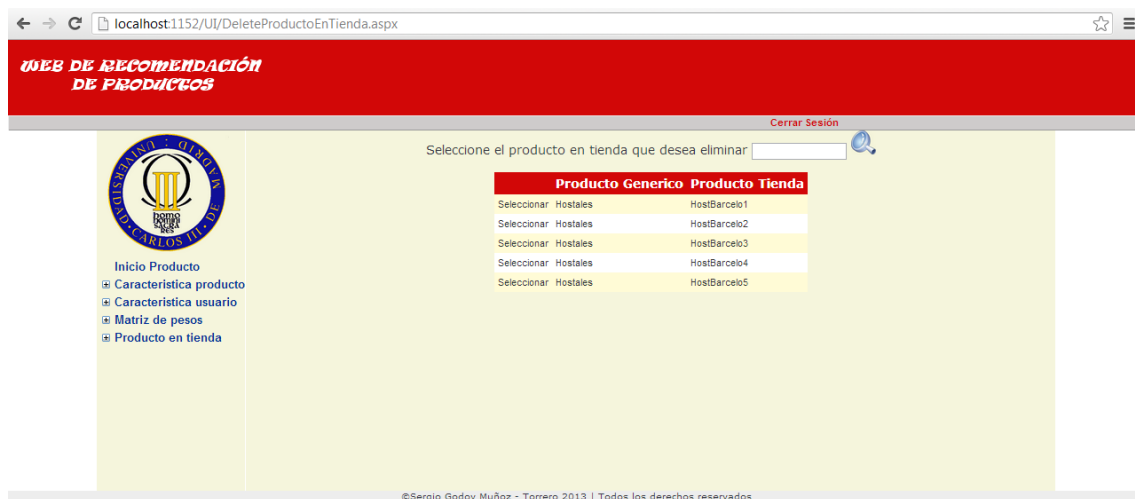 localhost:1152/UI/DeleteProductoEnTienda.aspx
WEB DE RECOMENDACIÓN
DE PRODUCTOS
Cerrar Sesión
UNIVERSIDAD · CARLOS III · DE MADRID :
homo
homini
sacra
res
Inicio Producto
Caracteristica producto
Caracteristica usuario
Matriz de pesos
Producto en tienda
Seleccione el producto en tienda que desea eliminar
Producto Generico Producto Tienda
Seleccionar Hostales HostBarcelo1
Seleccionar Hostales HostBarcelo2
Seleccionar Hostales HostBarcelo3
Seleccionar Hostales HostBarcelo4
Seleccionar Hostales HostBarcelo5
©Sergio Godoy Muñoz - Torrero 2013 | Todos los derechos reservados